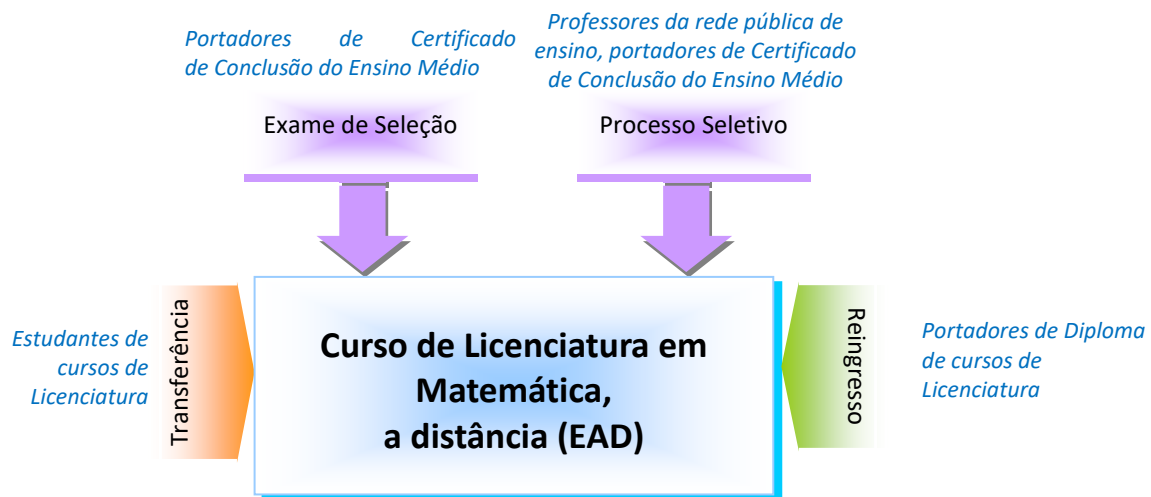 Portadores de Certificado
de Conclusão do Ensino Médio
Professores da rede pública de
ensino, portadores de Certificado
de Conclusão do Ensino Médio
Exame de Seleção
Processo Seletivo
Estudantes de
cursos de
Licenciatura
Transferência
Curso de Licenciatura em
Matemática,
a distância (EAD)
Reingresso
Portadores de Diploma
de cursos de
Licenciatura